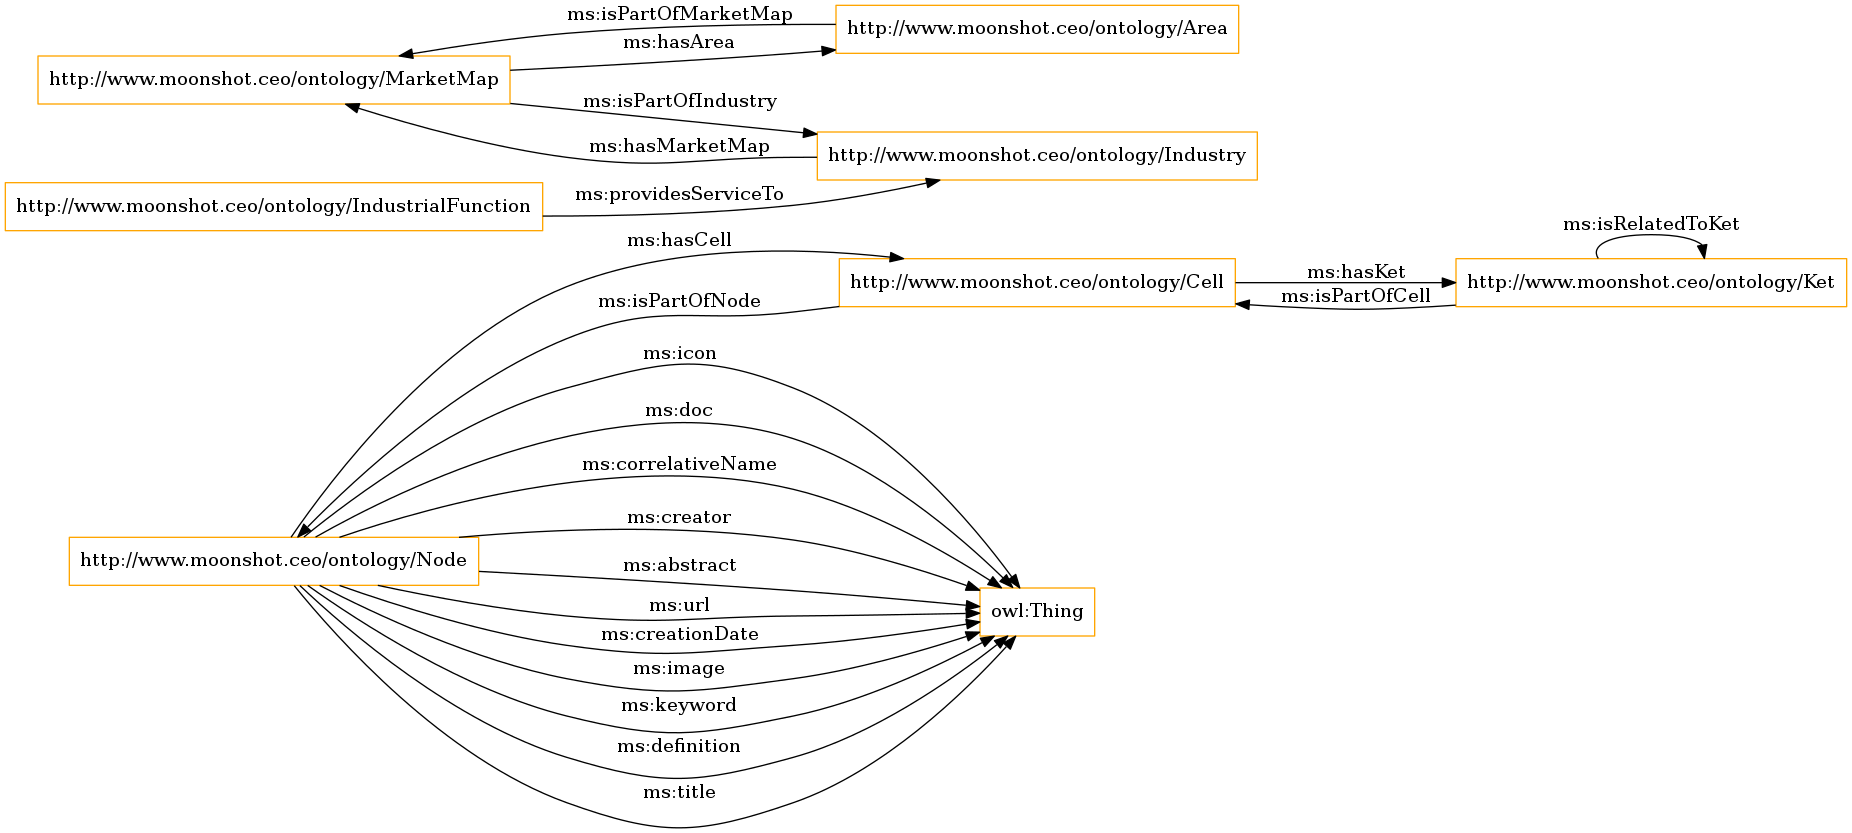 ms:isPartOfMarketMap
http://www.moonshot.ceo/ontology/Area
ms:hasArea
http://www.moonshot.ceo/ontology/MarketMap
ms:isPartOfIndustry
ms:hasMarketMap
http://www.moonshot.ceo/ontology/Industry
ms:providesServiceTo
http://www.moonshot.ceo/ontology/IndustrialFunction
ms:isRelatedToKet
ms:hasCell
ms:hasKet
http://www.moonshot.ceo/ontology/Cell
http://www.moonshot.ceo/ontology/Ket
ms:isPartOfCell
ms:isPartOfNode
ms:icon
ms:doc
ms:correlativeName
ms:creator
http://www.moonshot.ceo/ontology/Node
ms:abstract
ms:url
owl:Thing
ms:creationDate
ms:image
ms:keyword
ms:definition
ms:title